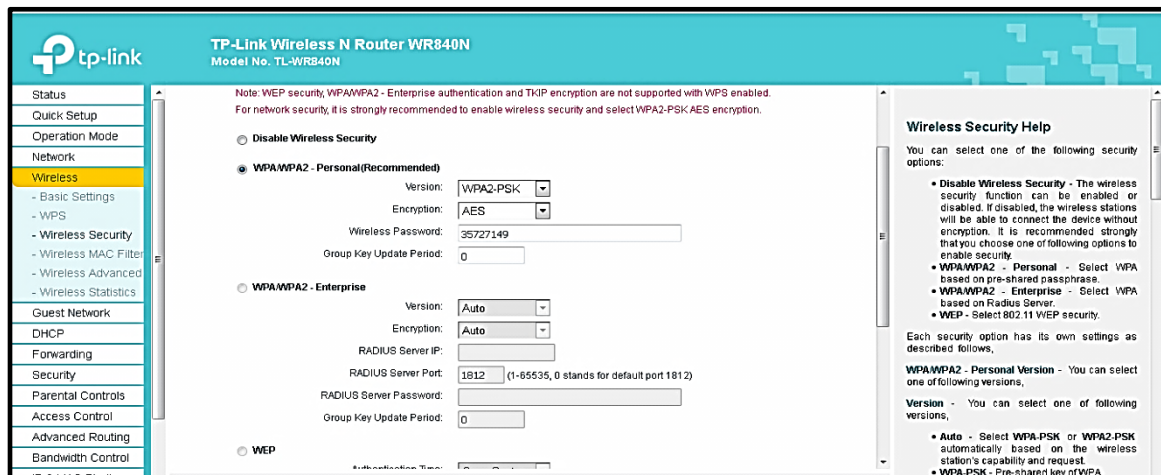 tp-link
TP-Link Wireless N Router WR840N
Model No. TL-WR840N
Status
Quick Setup
Operation Mode
Network
Wireless
- Basic Settings
- WPS
- Wireless Security
- Wireless MAC Filter
- Wireless Advanced
- Wireless Statistics
Guest Network
DHCP
Forwarding
Security
Parental Controls
Access Control
Advanced Routing
Bandwidth Control
Note: WEP security, WPA/WPA2 - Enterprise authentication and TKIP encryption are not supported with WPS enabled.
For network security, it is strongly recommended to enable wireless security and select WPA2-PSK AES encryption.
Disable Wireless Security
WPA/WPA2 - Personal(Recommended)
Version: WPA2-PSK
Encryption: AES
Wireless Password: 35727149
Group Key Update Period: 0
WPA/WPA2 - Enterprise
Version: Auto
Encryption: Auto
RADIUS Server IP:
RADIUS Server Port: 1812 (1-65535, 0 stands for default port 1812)
RADIUS Server Password:
Group Key Update Period: 0
WEP
Authentication Type:
Wireless Security Help
You can select one of the following security
options:
• Disable Wireless Security - The wireless
security function can be enabled or
disabled. If disabled, the wireless stations
will be able to connect the device without
encryption. It is recommended strongly
that you choose one of following options to
enable security.
• WPA/WPA2 - Personal - Select WPA
based on pre-shared passphrase.
• WPA/WPA2 - Enterprise - Select WPA
based on Radius Server.
• WEP - Select 802.11 WEP security.
Each security option has its own settings as
described follows,
WPA/WPA2 - Personal Version - You can select
one of following versions,
Version - You can select one of following
versions,
• Auto - Select WPA-PSK or WPA2-PSK
automatically based on the wireless
station's capability and request.
• WPA-PSK - Pre-shared key of WPA.